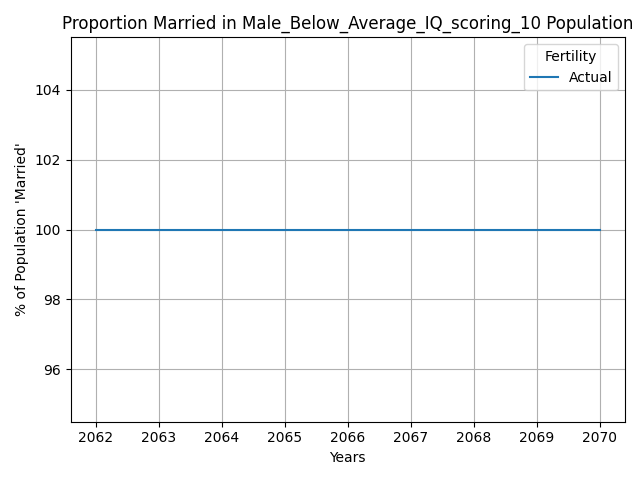 Proportion Married in Male_Below_Average_IQ_scoring_10 Population
Fertility
Actual
% of Population 'Married'
104
102
100
98
96
2062 2063 2064 2065 2066 2067 2068 2069 2070
Years